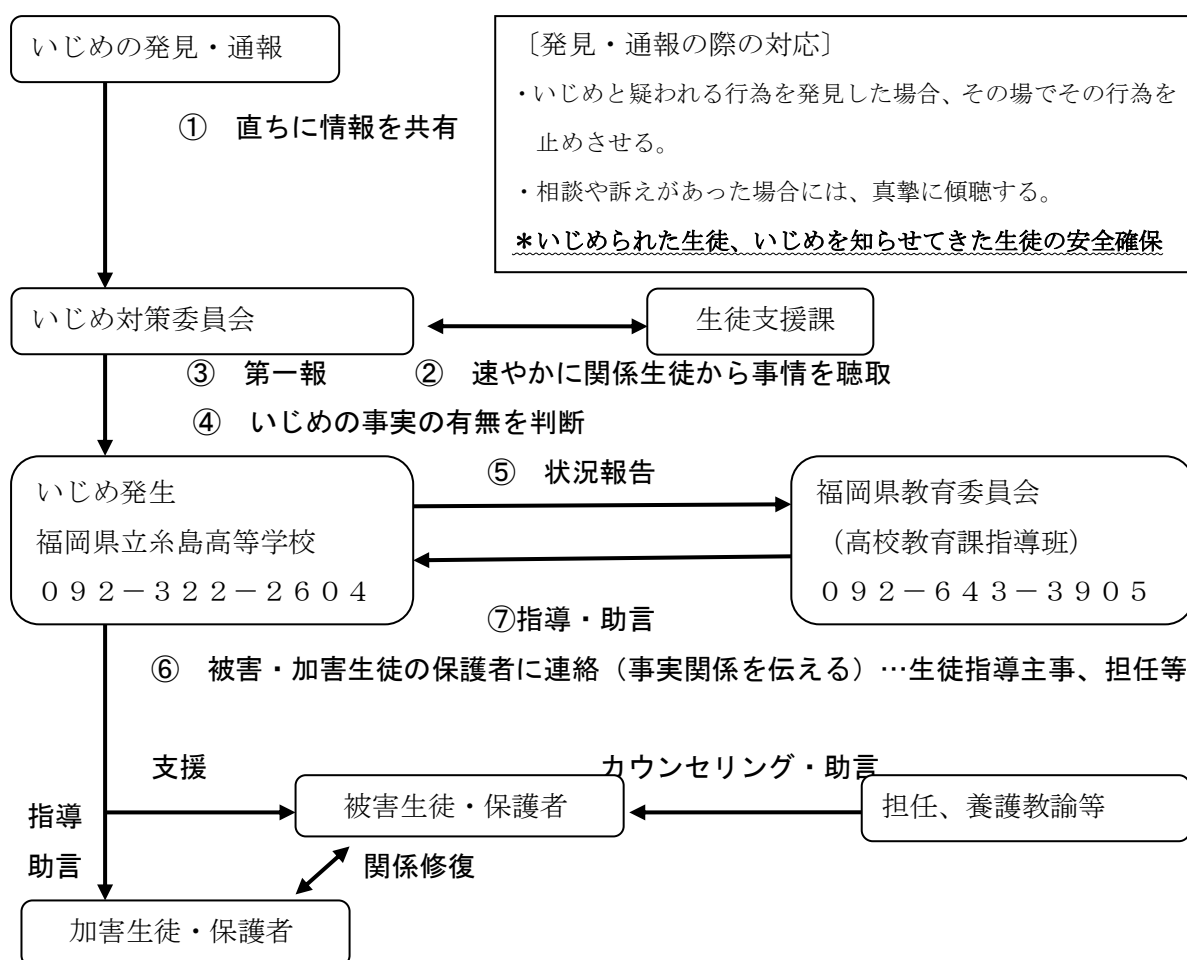 いじめの発見・通報
〔発見・通報の際の対応〕
・いじめと疑われる行為を発見した場合、その場でその行為を
止めさせる。
・相談や訴えがあった場合には、真摯に傾聴する。
*いじめられた生徒、いじめを知らせてきた生徒の安全確保
① 直ちに情報を共有
いじめ対策委員会
生徒支援課
③ 第一報
② 速やかに関係生徒から事情を聴取
④ いじめの事実の有無を判断
いじめ発生
福岡県立糸島高等学校
092-322-2604
⑤ 状況報告
福岡県教育委員会
(高校教育課指導班)
092-643-3905
⑦指導・助言
⑥ 被害・加害生徒の保護者に連絡(事実関係を伝える)…生徒指導主事、担任等
支援
カウンセリング・助言
被害生徒・保護者
担任、養護教諭等
指導
助言
関係修復
加害生徒・保護者